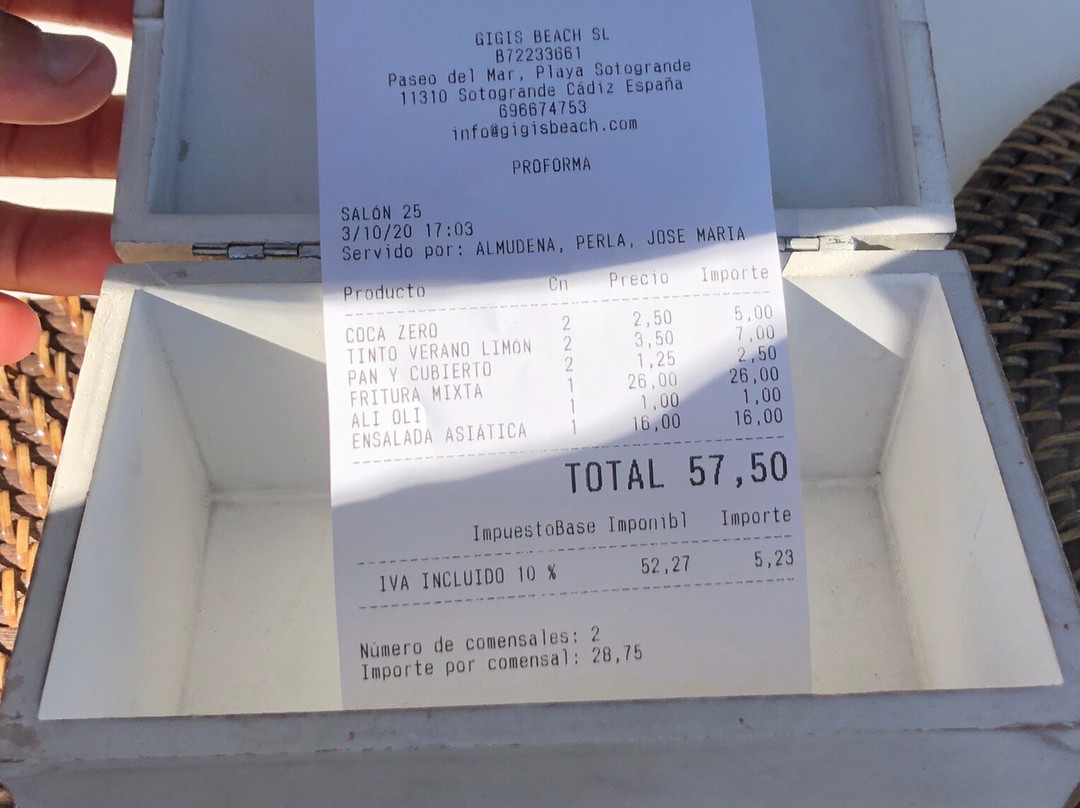 GIGIS BEACH SL
B72233661
Paseo del Mar, Playa Sotogrande
11310 Sotogrande Cádiz España
696674753
info@gigisbeach.com
PROFORMA
SALÓN 25
3/10/20 17:03
Servido por: ALMUDENA, PERLA, JOSE MARIA
Producto Cn Precio Importe
COCA ZERO 2 2,50 5,00
TINTO VERANO LIMÓN 2 3,50 7,00
PAN Y CUBIERTO 2 1,25 2,50
FRITURA MIXTA 1 26,00 26,00
ALI OLI 1 1,00 1,00
ENSALADA ASIÁTICA 1 16,00 16,00
TOTAL 57,50
ImpuestoBase Imponibl Importe
IVA INCLUIDO 10 % 52,27 5,23
Número de comensales: 2
Importe por comensal: 28,75